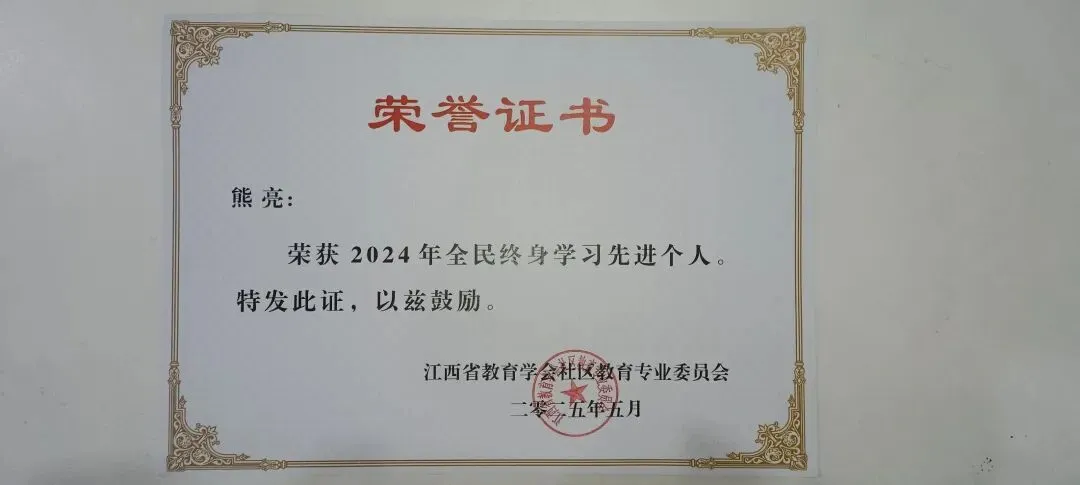 荣誉证书
熊亮:
荣获2024年全民终身学习先进个人。
特发此证，以兹鼓励。
江西省教育学会社区教育专业委员会
二零二五年五月